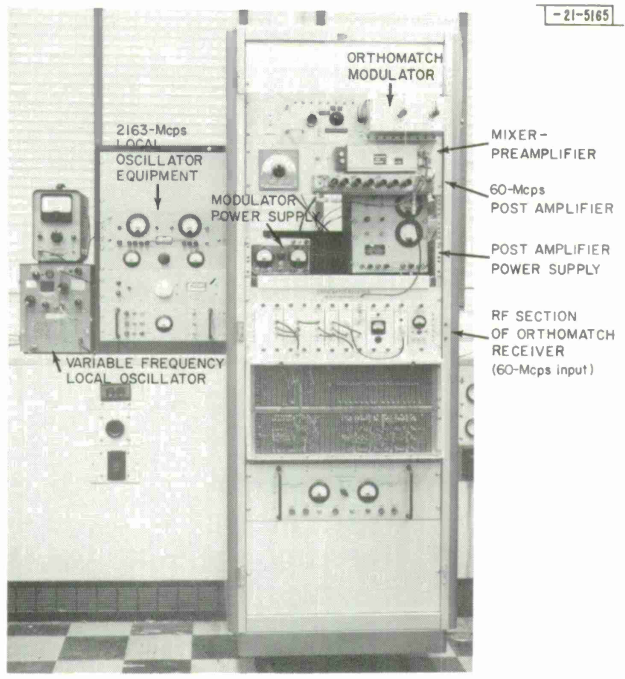 -21-5165
ORTHOMATCH
MODULATOR
2163-Mcps
LOCAL
OSCILLATOR
EQUIPMENT
MIXER-
PREAMPLIFIER
60-Mcps
POST AMPLIFIER
MODULATOR
POWER SUPPLY
POST AMPLIFIER
POWER SUPPLY
RF SECTION
OF ORTHOMATCH
RECEIVER
(60-Mcps input)
VARIABLE FREQUENCY
LOCAL OSCILLATOR